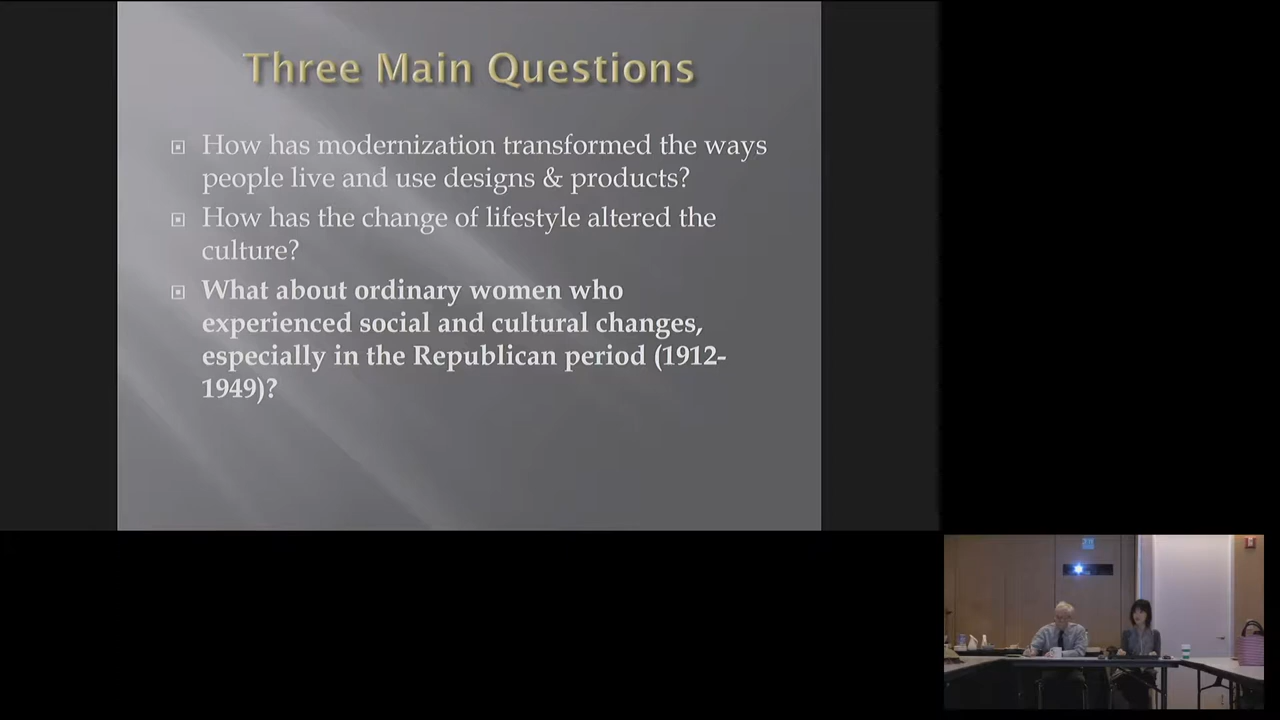 Three Main Questions
How has modernization transformed the ways
people live and use designs & products?
How has the change of lifestyle altered the
culture?
What about ordinary women who
experienced social and cultural changes,
especially in the Republican period (1912-
1949)?